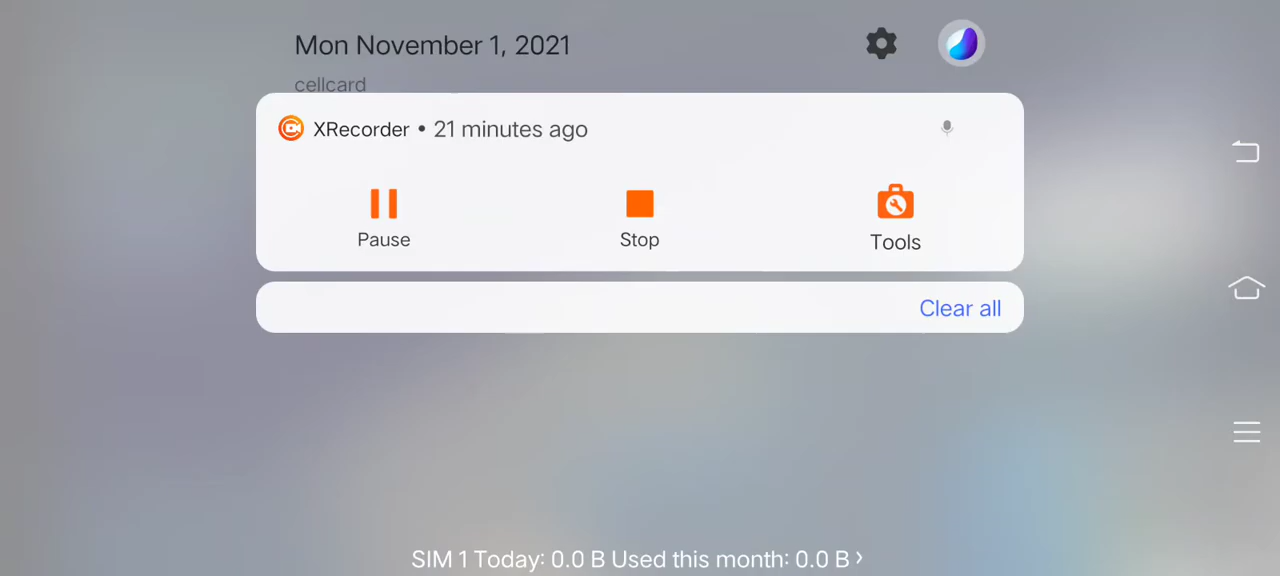 Mon November 1, 2021
cellcard
XRecorder • 21 minutes ago
Pause
Stop
Tools
Clear all
SIM 1 Today: 0.0 B Used this month: 0.0 B ›